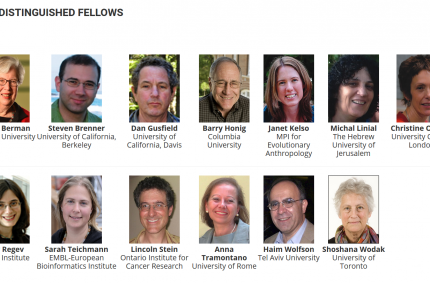 DISTINGUISHED FELLOWS
Berman
University
Steven Brenner
University of California,
Berkeley
Dan Gusfield
University of
California, Davis
Barry Honig
Columbia
University
Janet Kelso
MPI for
Evolutionary
Anthropology
Michal Linial
The Hebrew
University of
Jerusalem
Christine O
University C
Londo
Regev
Institute
Sarah Teichmann
EMBL-European
Bioinformatics Institute
Lincoln Stein
Ontario Institute for
Cancer Research
Anna
Tramontano
University of Rome
Haim Wolfson
Tel Aviv University
Shoshana Wodak
University of
Toronto